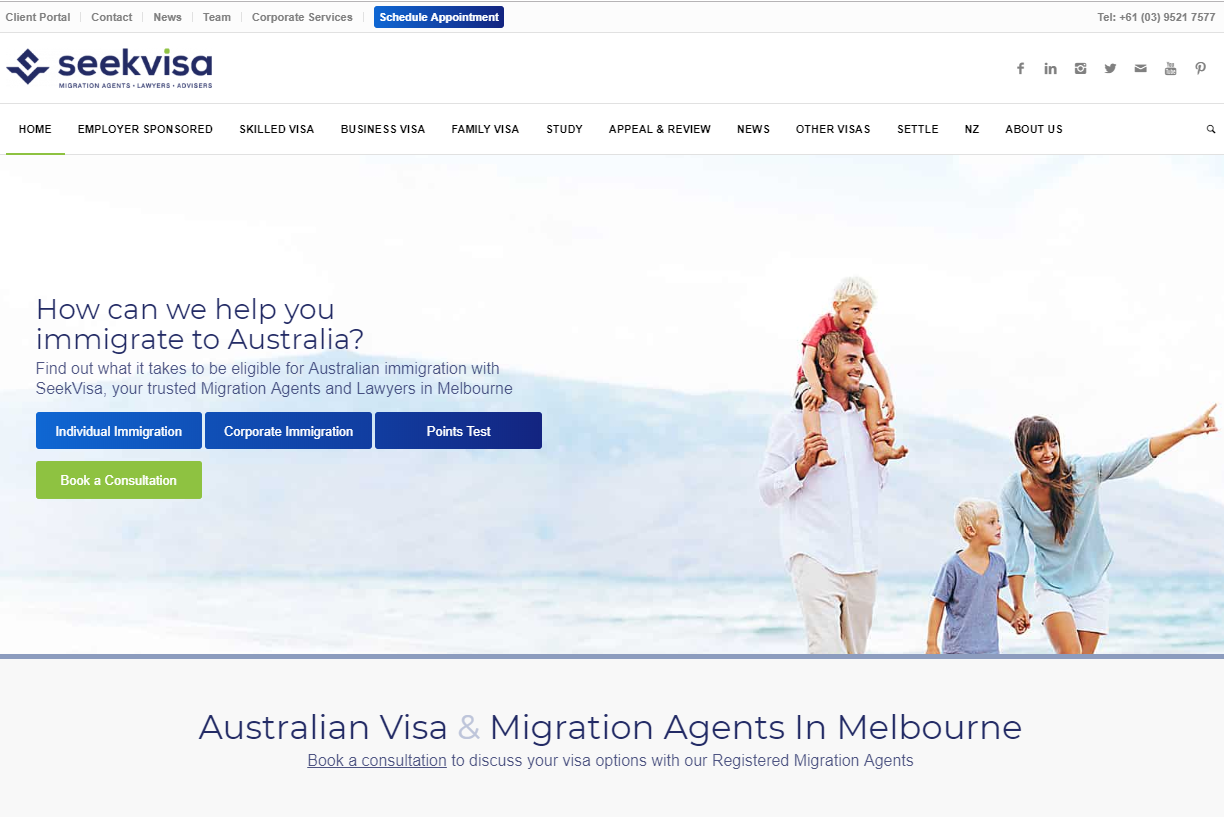 Client Portal Contact News Team Corporate Services Schedule Appointment Tel: +61 (03) 9521 7577
seekvisa
MIGRATION AGENTS • LAWYERS • ADVISERS
HOME EMPLOYER SPONSORED SKILLED VISA BUSINESS VISA FAMILY VISA STUDY APPEAL & REVIEW NEWS OTHER VISAS SETTLE NZ ABOUT US
How can we help you
immigrate to Australia?
Find out what it takes to be eligible for Australian immigration with
SeekVisa, your trusted Migration Agents and Lawyers in Melbourne
Individual Immigration Corporate Immigration Points Test
Book a Consultation
Australian Visa & Migration Agents In Melbourne
Book a consultation to discuss your visa options with our Registered Migration Agents